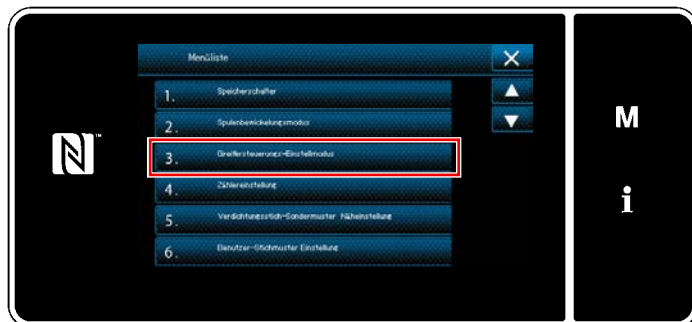 Menüliste
1. Speicherschalter
2. Spulenbewickelungsmodus
3. Greifersteuerungs-Einstellmodus
4. Zählereinstellung
5. Verdichtungsstich-Sondermuster Näheinstellung
6. Benutzer-Stichmuster Einstellung
M
i
N